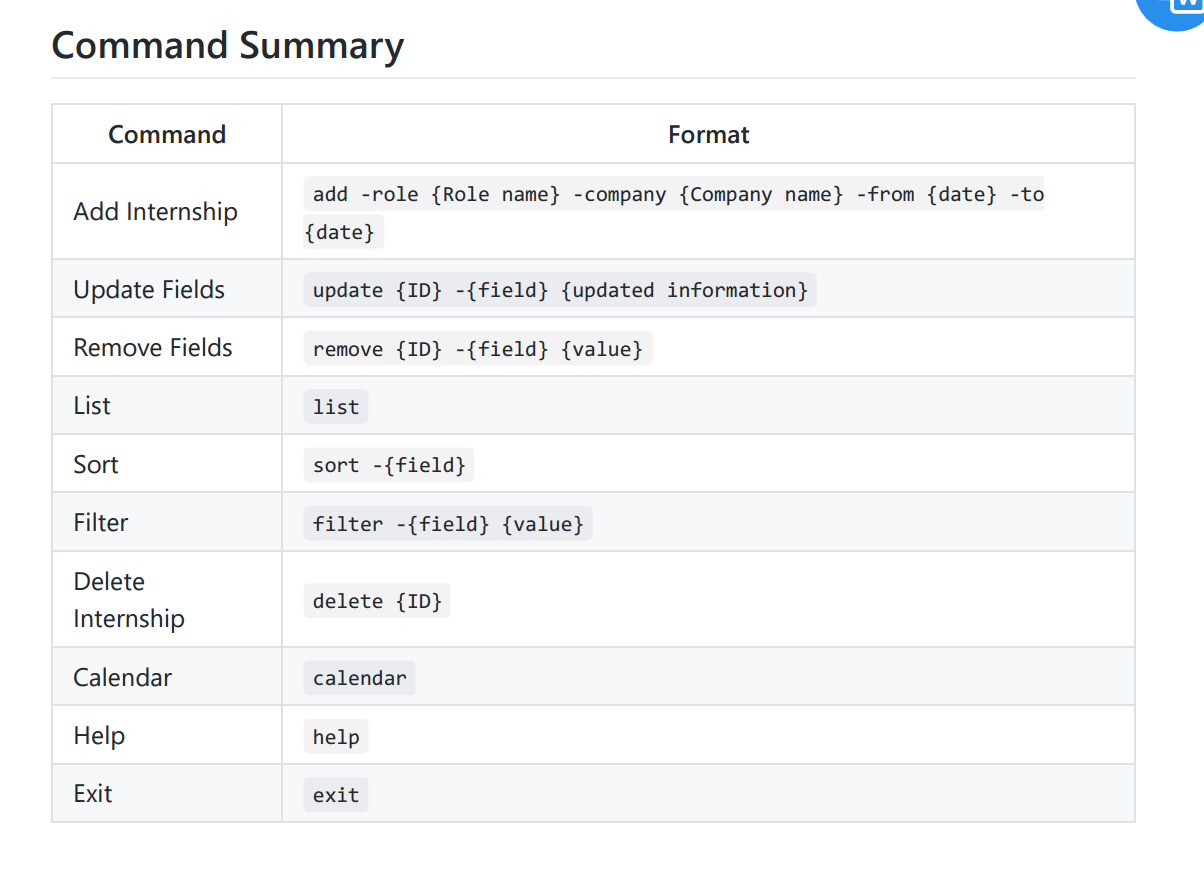 Command Summary
Command Format
Add Internship add -role {Role name} -company {Company name} -from {date} -to
{date}
Update Fields update {ID} -{field} {updated information}
Remove Fields remove {ID} -{field} {value}
List list
Sort sort -{field}
Filter filter -{field} {value}
Delete
Internship delete {ID}
Calendar calendar
Help help
Exit exit